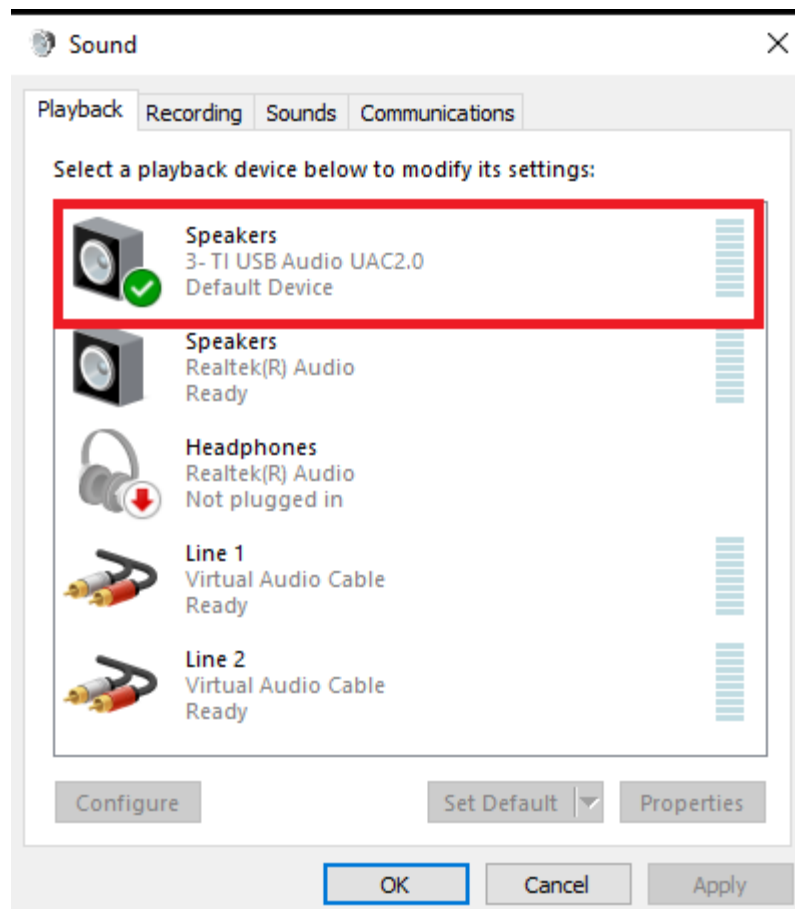 Sound
Playback Recording Sounds Communications
Select a playback device below to modify its settings:
Speakers
3- TI USB Audio UAC2.0
Default Device
Speakers
Realtek(R) Audio
Ready
Headphones
Realtek(R) Audio
Not plugged in
Line 1
Virtual Audio Cable
Ready
Line 2
Virtual Audio Cable
Ready
Configure Set Default Properties
OK Cancel Apply